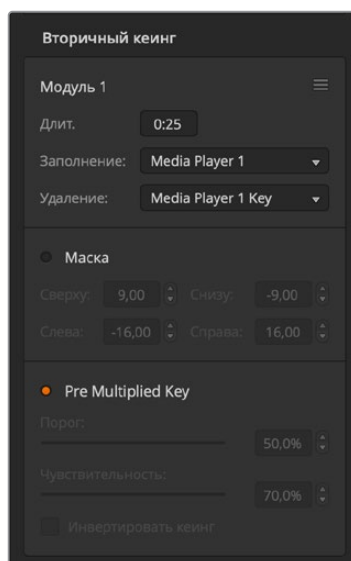 Вторичный кеинг
Модуль 1
Длит. 0:25
Заполнение: Media Player 1
Удаление: Media Player 1 Key
Маска
Сверху: 9,00 Снизу: -9,00
Слева: -16,00 Справа: 16,00
Pre Multiplied Key
Порог:
50,0%
Чувствительность:
70,0%
Инвертировать кеинг